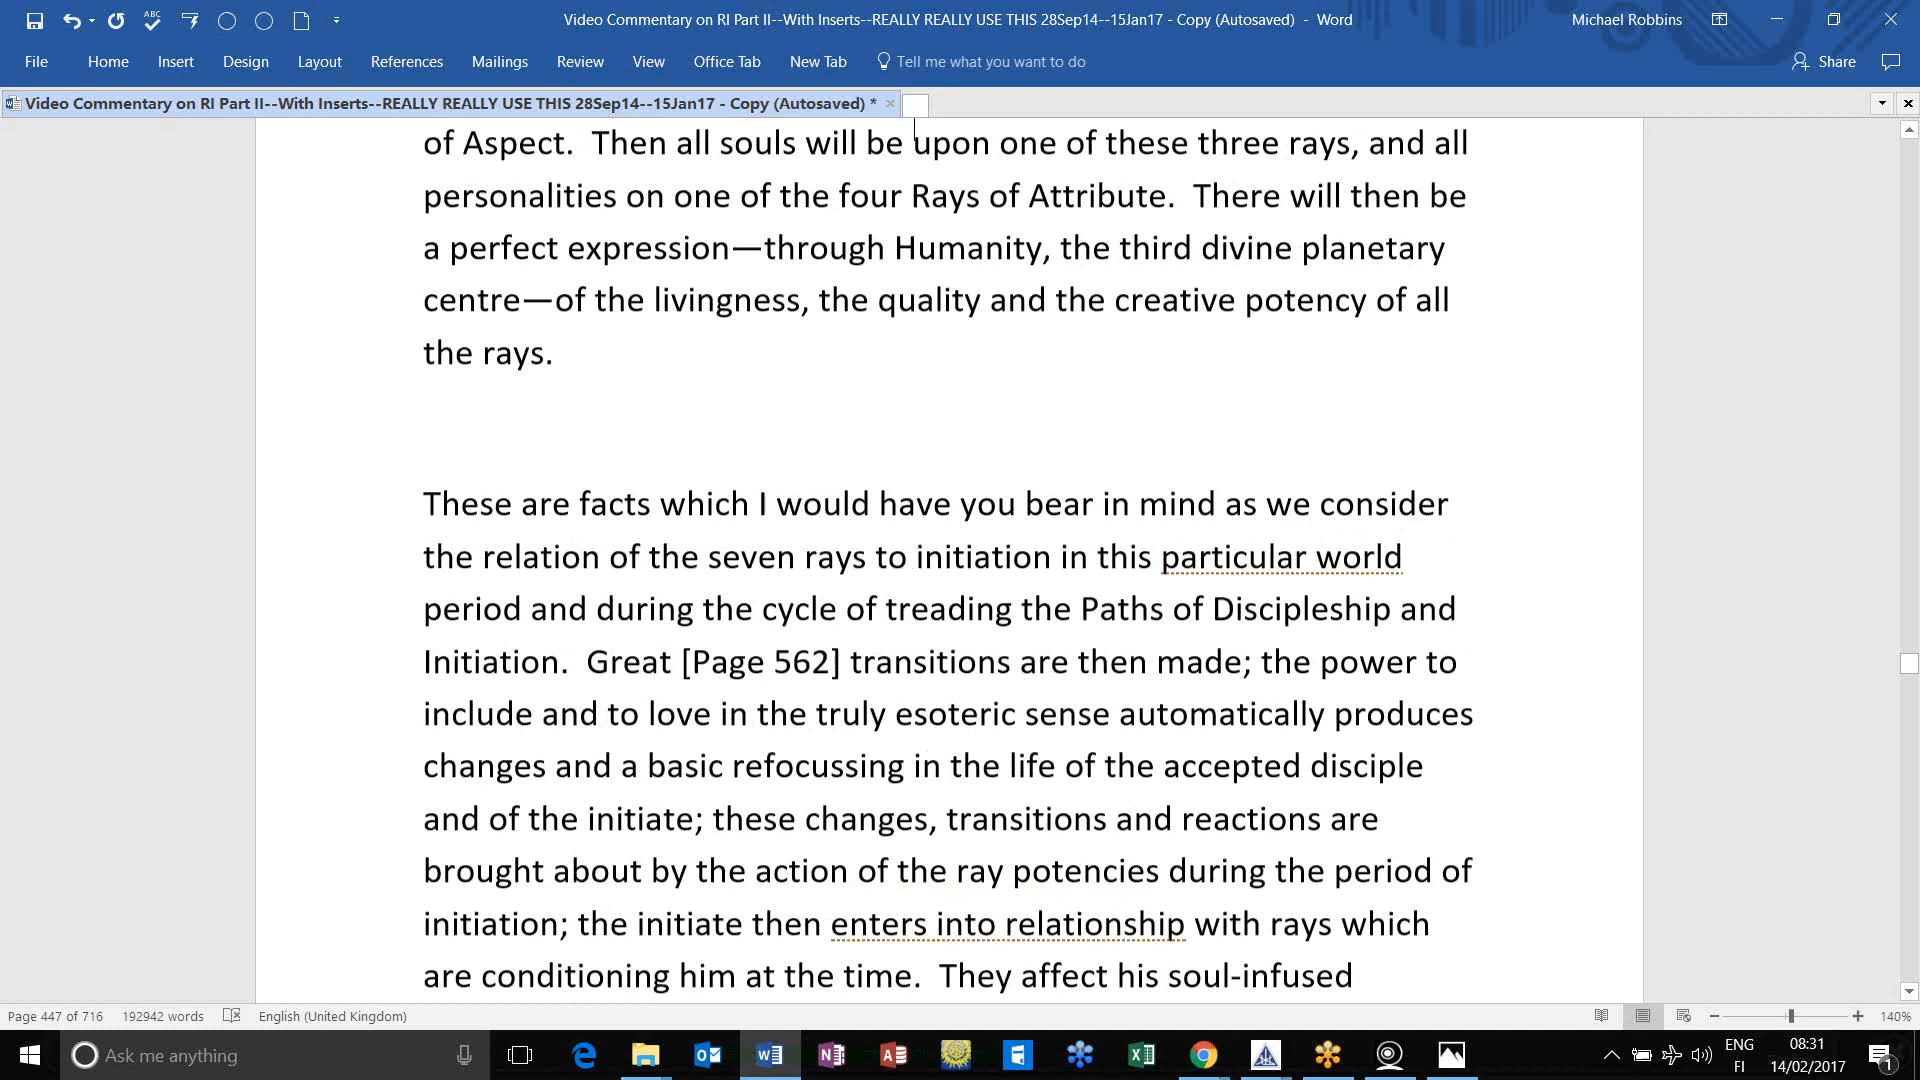 ABC
Video Commentary on RI Part II--With Inserts--REALLY REALLY USE THIS 28Sep14--15Jan17 - Copy (Autosaved) - Word
Michael Robbins
File Home Insert Design Layout References Mailings Review View Office Tab New Tab Tell me what you want to do Share
Video Commentary on RI Part II--With Inserts--REALLY REALLY USE THIS 28Sep14--15Jan17 - Copy (Autosaved) *
of Aspect. Then all souls will be upon one of these three rays, and all
personalities on one of the four Rays of Attribute. There will then be
a perfect expression—through Humanity, the third divine planetary
centre—of the livingness, the quality and the creative potency of all
the rays.
These are facts which I would have you bear in mind as we consider
the relation of the seven rays to initiation in this particular world
period and during the cycle of treading the Paths of Discipleship and
Initiation. Great [Page 562] transitions are then made; the power to
include and to love in the truly esoteric sense automatically produces
changes and a basic refocussing in the life of the accepted disciple
and of the initiate; these changes, transitions and reactions are
brought about by the action of the ray potencies during the period of
initiation; the initiate then enters into relationship with rays which
are conditioning him at the time. They affect his soul-infused
Page 447 of 716 192942 words English (United Kingdom) 140%
Ask me anything
ENG
FI
08:31
14/02/2017
1